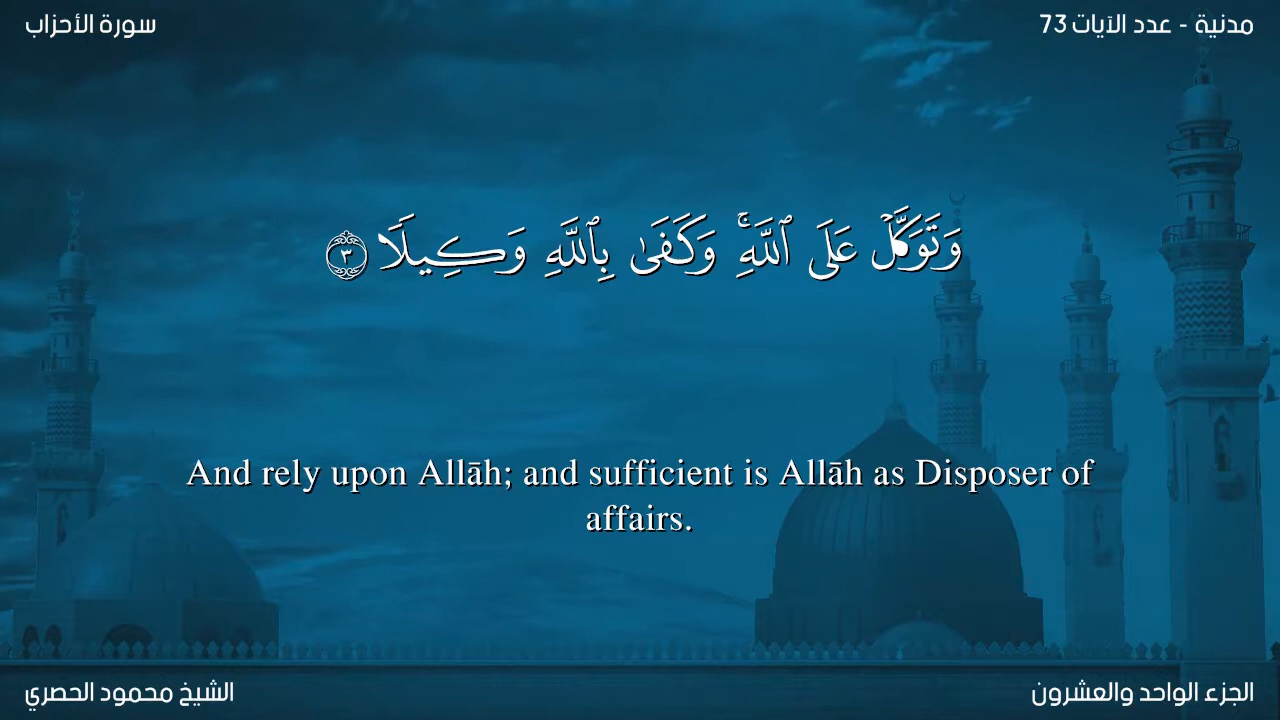 سورة الأحزاب
مدنية - عدد الآيات 73
وَتَوَكَّلۡ عَلَى ٱللَّهِۚ وَكَفَىٰ بِٱللَّهِ وَكِيلٗا ٣
And rely upon Allāh; and sufficient is Allāh as Disposer of
affairs.
الشيخ محمود الحصري
الجزء الواحد والعشرون